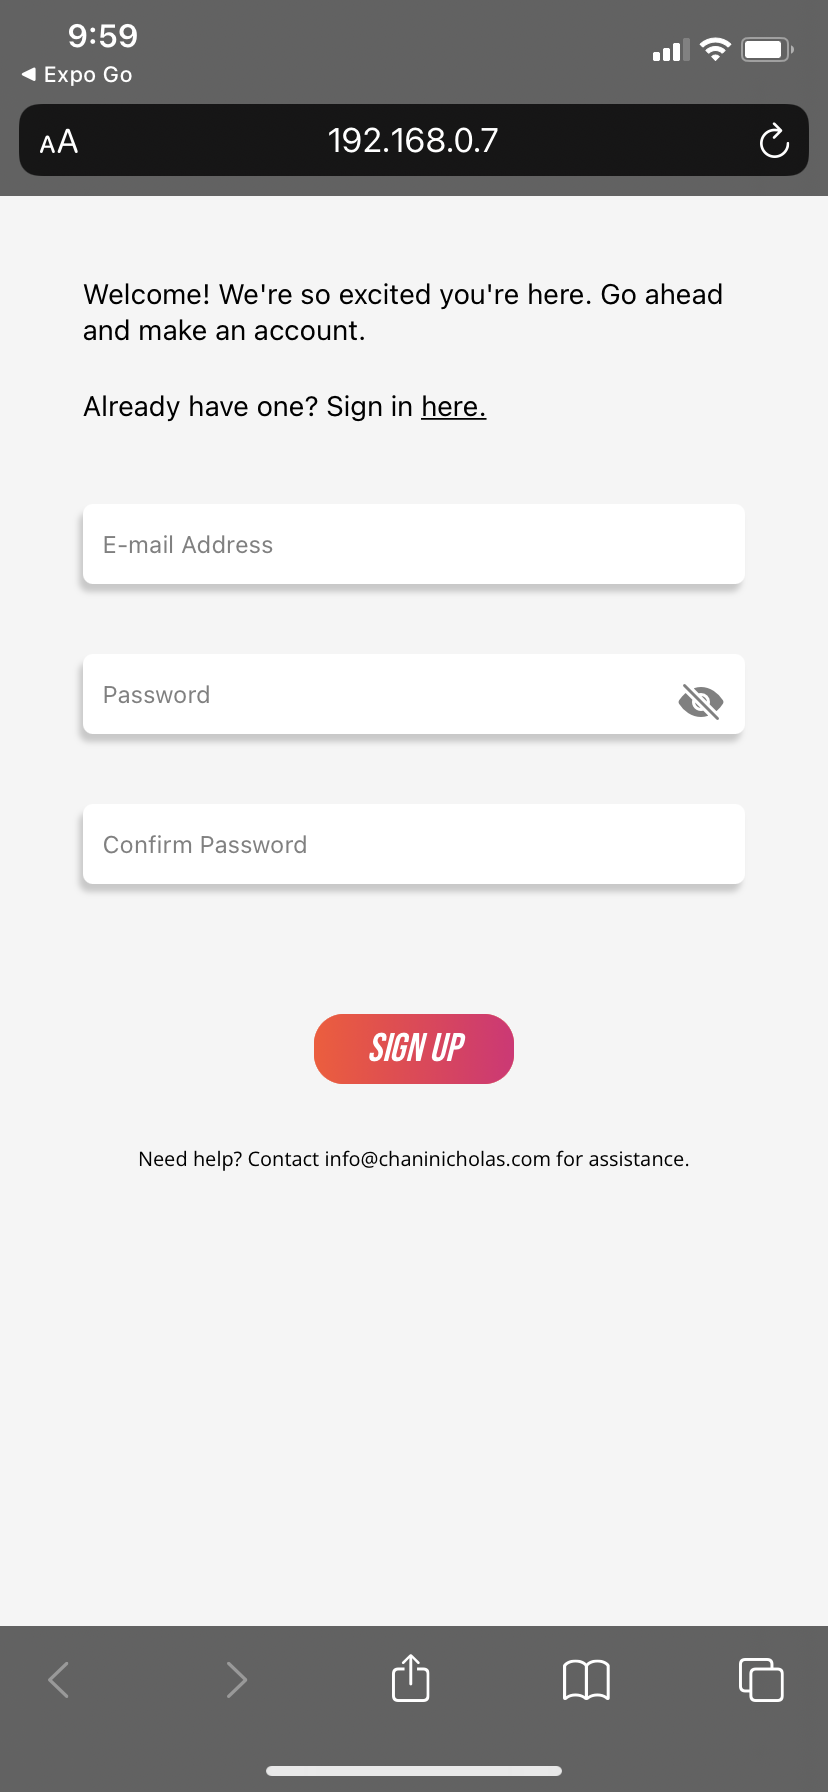 9:59
◀ Expo Go
AA
192.168.0.7
Welcome! We're so excited you're here. Go ahead
and make an account.
Already have one? Sign in here.
E-mail Address
Password
Confirm Password
SIGN UP
Need help? Contact info@chaninicholas.com for assistance.